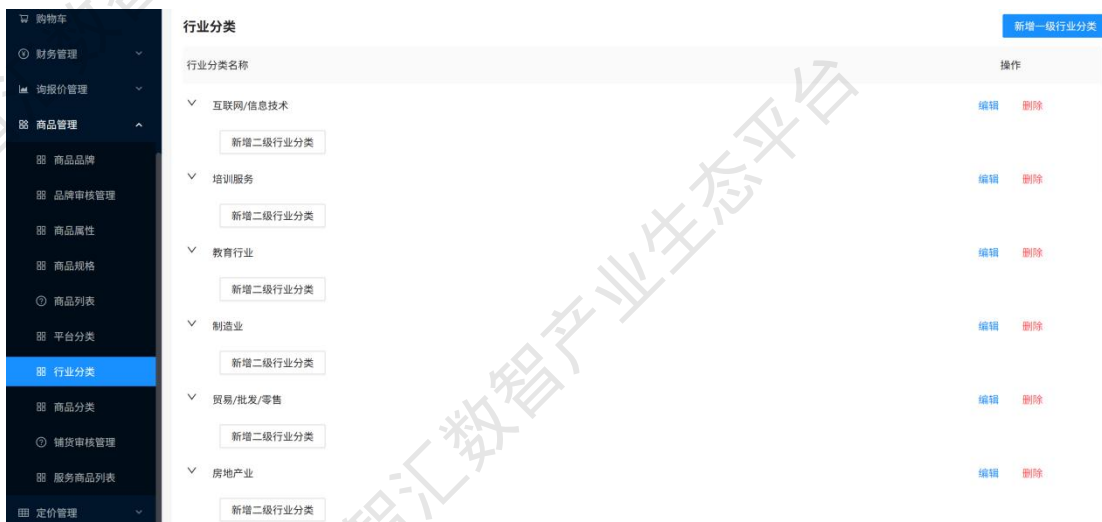 购物车
财务管理
询报价管理
商品管理
商品品牌
品牌审核管理
商品属性
商品规格
商品列表
平台分类
行业分类
商品分类
铺货审核管理
服务商品列表
定价管理
行业分类
新增一级行业分类
行业分类名称 操作
互联网/信息技术 编辑 删除
新增二级行业分类
培训服务 编辑 删除
新增二级行业分类
教育行业 编辑 删除
新增二级行业分类
制造业 编辑 删除
新增二级行业分类
贸易/批发/零售 编辑 删除
新增二级行业分类
房地产业 编辑 删除
新增二级行业分类
智汇数智产业生态平台